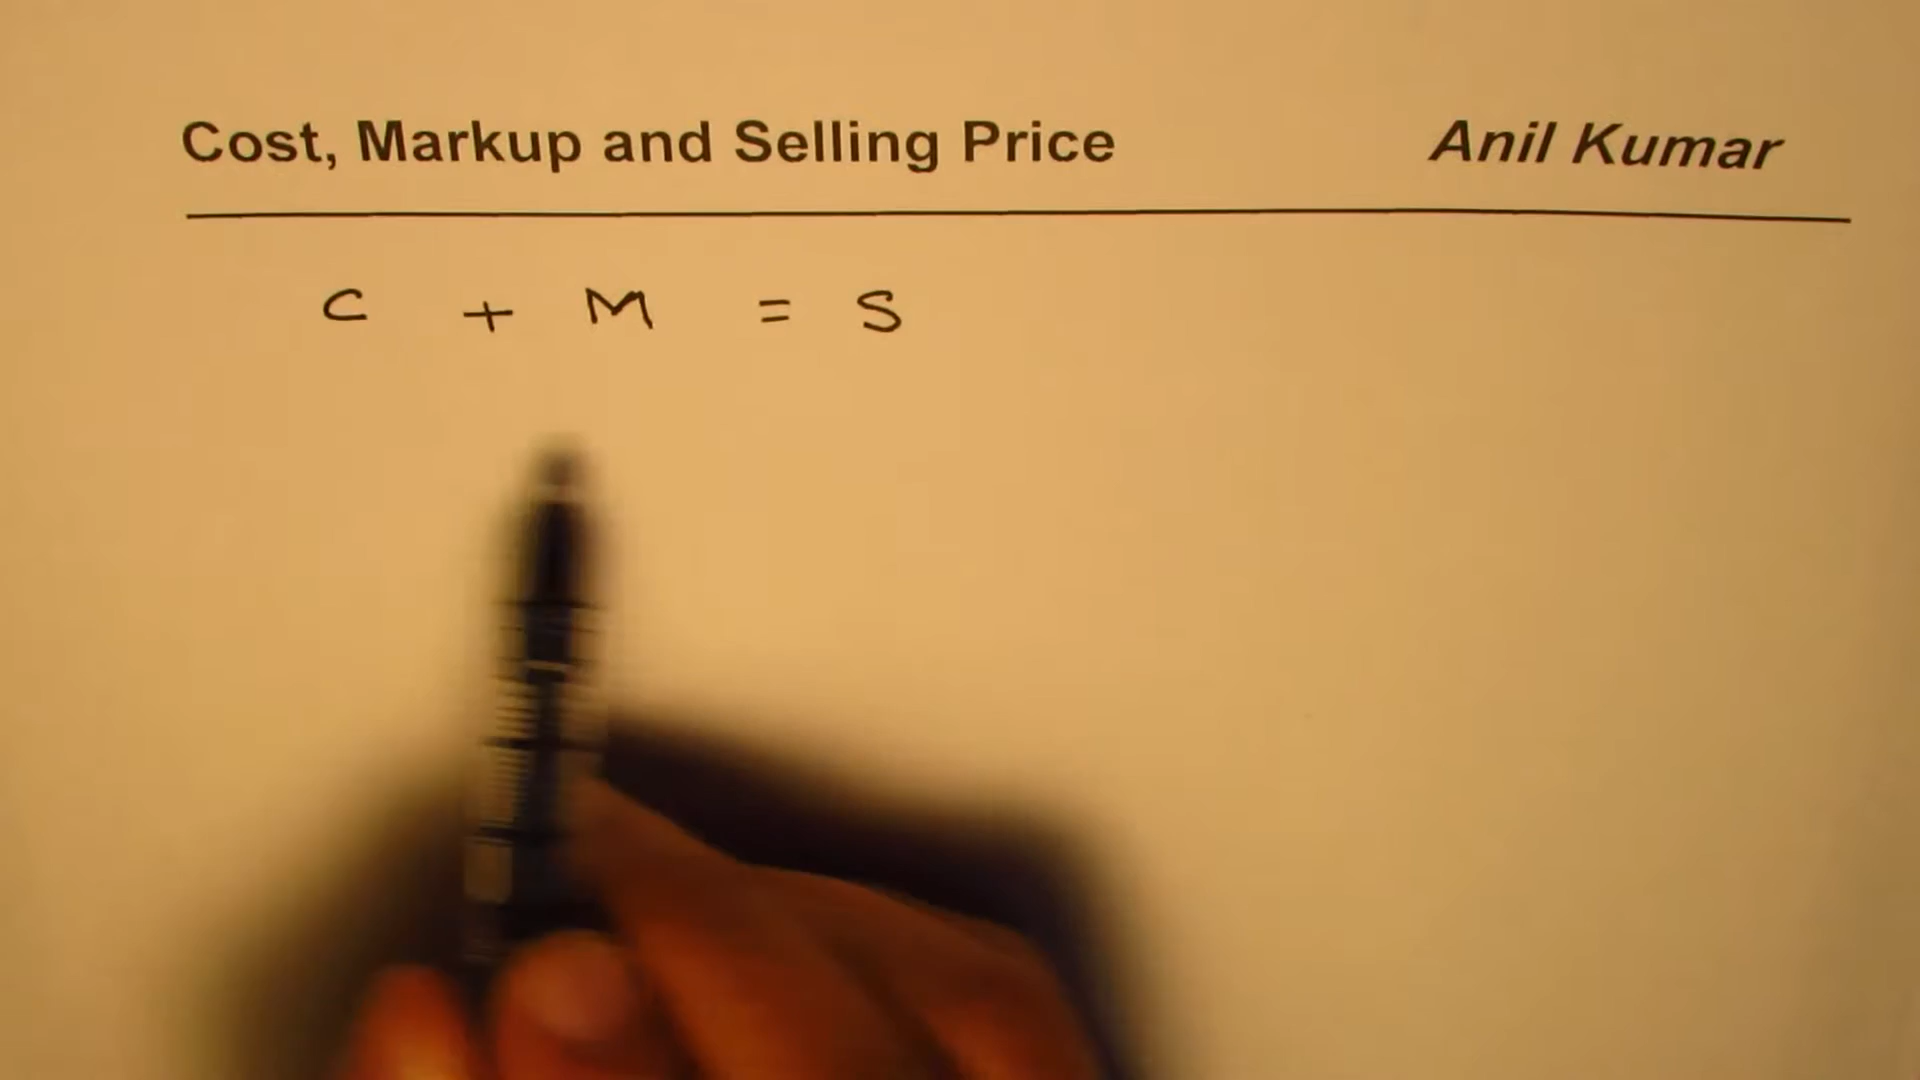 Cost, Markup and Selling Price Anil Kumar
C + M = S